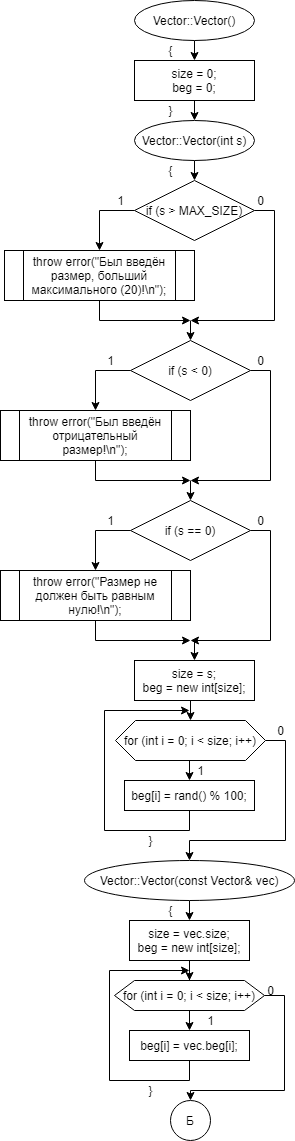 Vector::Vector()
{
size = 0;
beg = 0;
}
Vector::Vector(int s)
{
1
if (s > MAX_SIZE)
0
throw error("Был введён
размер, больший
максимального (20)!\n");
1
if (s < 0)
0
throw error("Был введён
отрицательный
размер!\n");
1
if (s == 0)
0
throw error("Размер не
должен быть равным
нулю!\n");
size = s;
beg = new int[size];
for (int i = 0; i < size; i++)
0
1
beg[i] = rand() % 100;
}
Vector::Vector(const Vector& vec)
{
size = vec.size;
beg = new int[size];
for (int i = 0; i < size; i++)
0
1
beg[i] = vec.beg[i];
}
Б